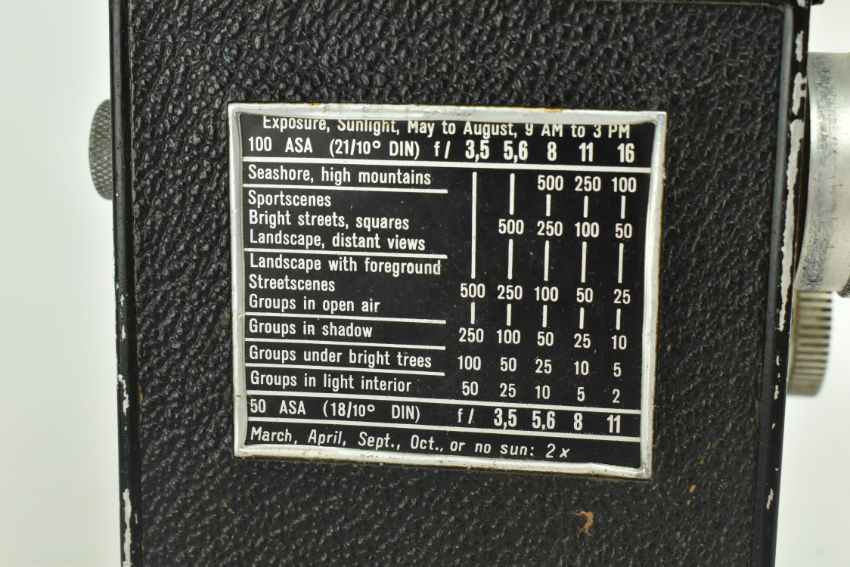 Exposure, Sunlight, May to August, 9 AM to 3 PM
100 ASA (21/10° DIN) f/ 3,5 5,6 8 11 16
Seashore, high mountains 500 250 100
Sportscenes
Bright streets, squares 500 250 100 50
Landscape, distant views
Landscape with foreground
Streetscenes 500 250 100 50 25
Groups in open air
Groups in shadow 250 100 50 25 10
Groups under bright trees 100 50 25 10 5
Groups in light interior 50 25 10 5 2
50 ASA (18/10° DIN) f/ 3,5 5,6 8 11
March, April, Sept., Oct., or no sun: 2x